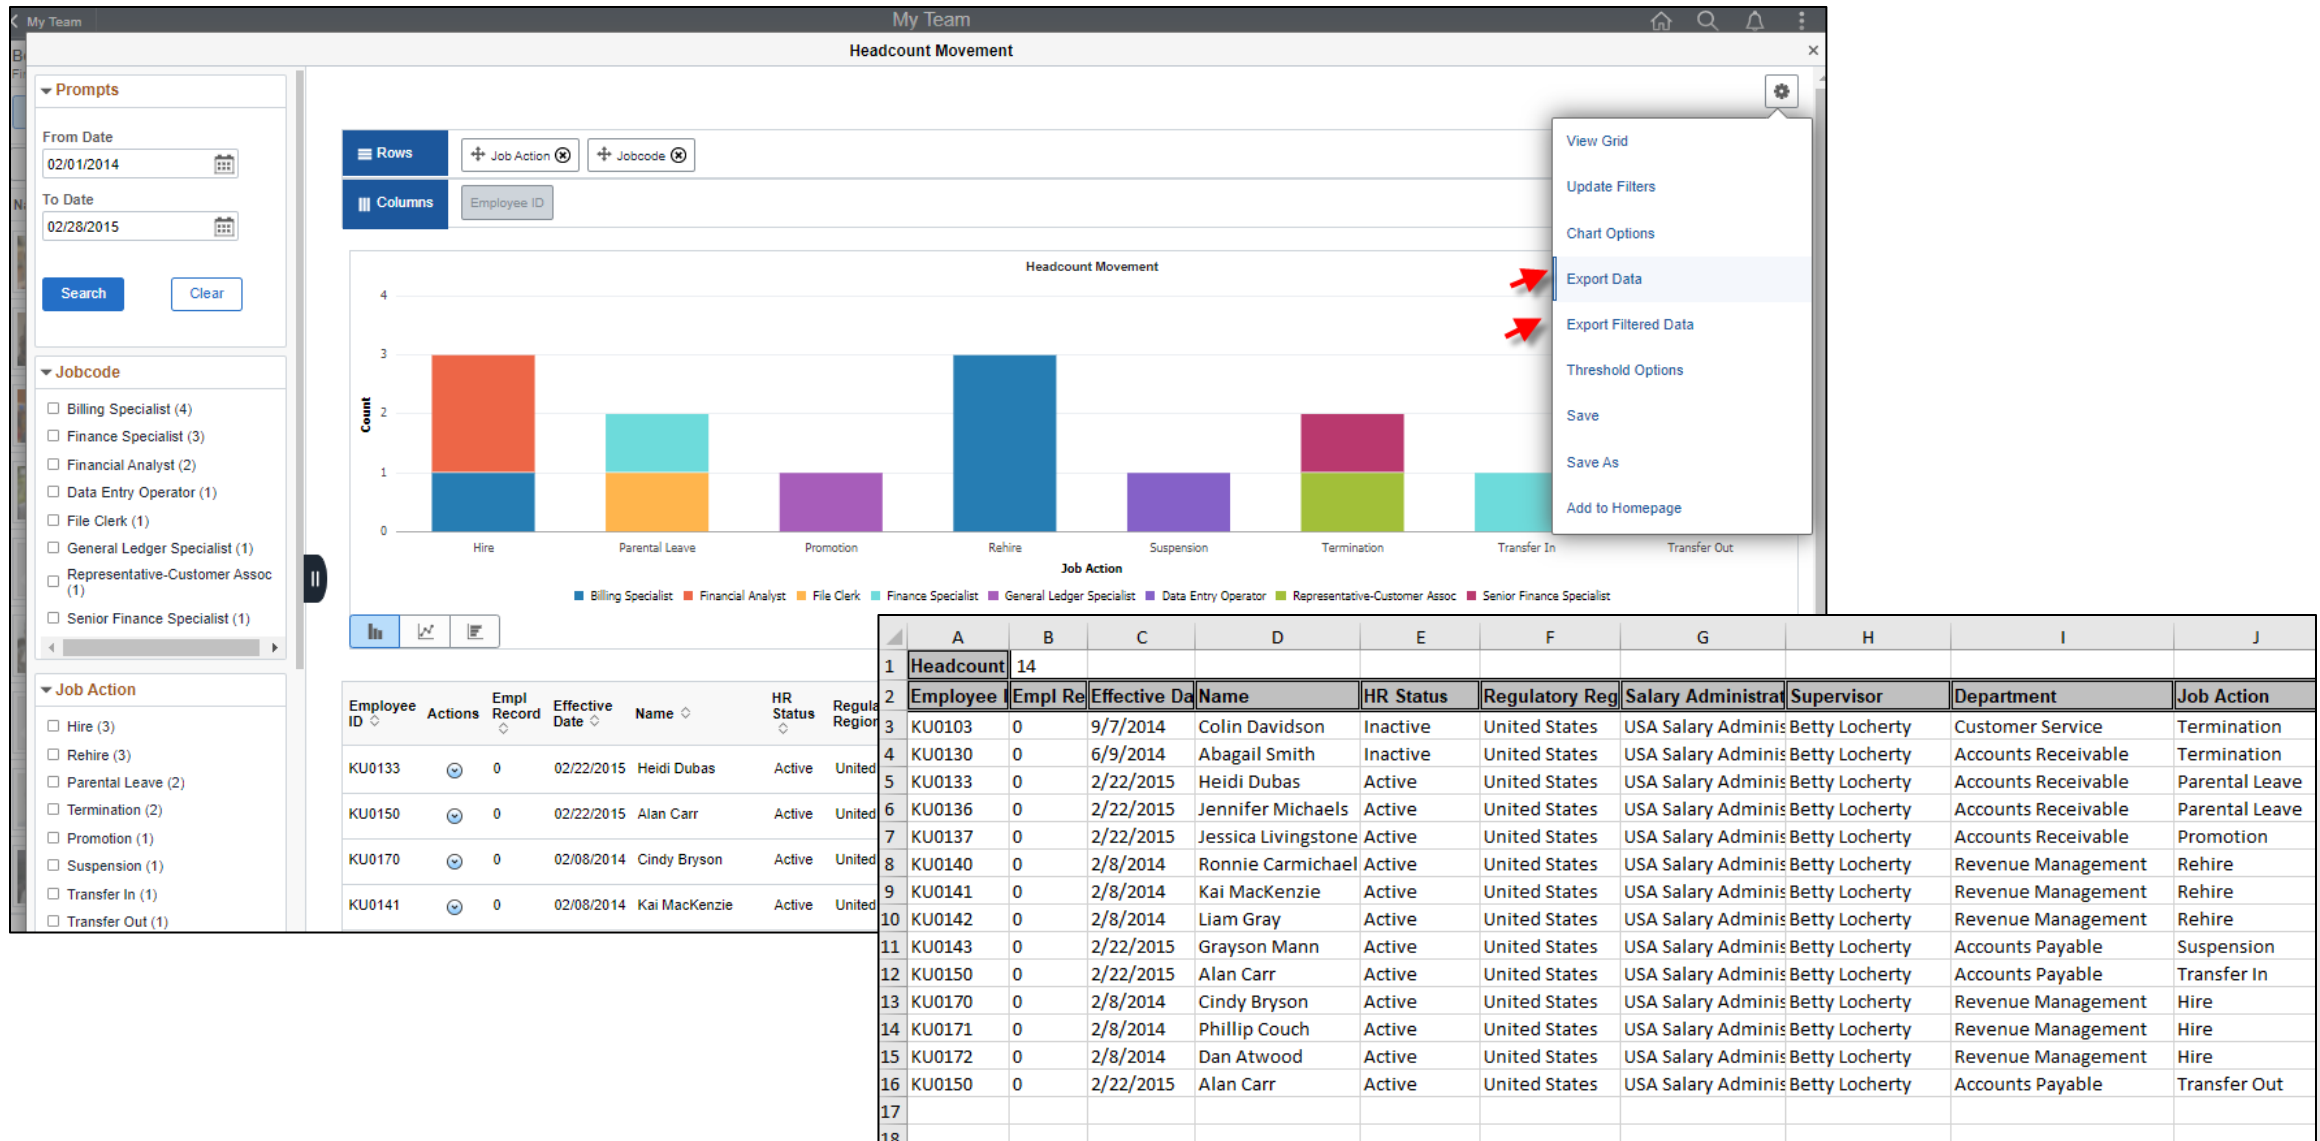 My Team
My Team
Headcount Movement
Prompts
From Date
02/01/2014
To Date
02/28/2015
Search Clear
Jobcode
Billing Specialist (4)
Finance Specialist (3)
Financial Analyst (2)
Data Entry Operator (1)
File Clerk (1)
General Ledger Specialist (1)
Representative-Customer Assoc
(1)
Senior Finance Specialist (1)
Job Action
Hire (3)
Rehire (3)
Parental Leave (2)
Termination (2)
Promotion (1)
Suspension (1)
Transfer In (1)
Transfer Out (1)
Rows Job Action Jobcode
Columns Employee ID
View Grid
Update Filters
Chart Options
Export Data
Export Filtered Data
Threshold Options
Save
Save As
Add to Homepage
Headcount Movement
4
3
2
1
0
Count
Hire Parental Leave Promotion Rehire Suspension Termination Transfer In Transfer Out
Job Action
Billing Specialist Financial Analyst File Clerk Finance Specialist General Ledger Specialist Data Entry Operator Representative-Customer Assoc Senior Finance Specialist
Employee ID Actions Empl Record Effective Date Name HR Status Regula Region
KU0133 0 02/22/2015 Heidi Dubas Active United
KU0150 0 02/22/2015 Alan Carr Active United
KU0170 0 02/08/2014 Cindy Bryson Active United
KU0141 0 02/08/2014 Kai MacKenzie Active United
A B C D E F G H I J
1 Headcount 14
2 Employee I Empl Re Effective Da Name HR Status Regulatory Reg Salary Administrat Supervisor Department Job Action
3 KU0103 0 9/7/2014 Colin Davidson Inactive United States USA Salary Adminis Betty Locherty Customer Service Termination
4 KU0130 0 6/9/2014 Abagail Smith Inactive United States USA Salary Adminis Betty Locherty Accounts Receivable Termination
5 KU0133 0 2/22/2015 Heidi Dubas Active United States USA Salary Adminis Betty Locherty Accounts Receivable Parental Leave
6 KU0136 0 2/22/2015 Jennifer Michaels Active United States USA Salary Adminis Betty Locherty Accounts Receivable Parental Leave
7 KU0137 0 2/22/2015 Jessica Livingstone Active United States USA Salary Adminis Betty Locherty Accounts Receivable Promotion
8 KU0140 0 2/8/2014 Ronnie Carmichael Active United States USA Salary Adminis Betty Locherty Revenue Management Rehire
9 KU0141 0 2/8/2014 Kai MacKenzie Active United States USA Salary Adminis Betty Locherty Revenue Management Rehire
10 KU0142 0 2/8/2014 Liam Gray Active United States USA Salary Adminis Betty Locherty Revenue Management Rehire
11 KU0143 0 2/22/2015 Grayson Mann Active United States USA Salary Adminis Betty Locherty Accounts Payable Suspension
12 KU0150 0 2/22/2015 Alan Carr Active United States USA Salary Adminis Betty Locherty Accounts Payable Transfer In
13 KU0170 0 2/8/2014 Cindy Bryson Active United States USA Salary Adminis Betty Locherty Revenue Management Hire
14 KU0171 0 2/8/2014 Phillip Couch Active United States USA Salary Adminis Betty Locherty Revenue Management Hire
15 KU0172 0 2/8/2014 Dan Atwood Active United States USA Salary Adminis Betty Locherty Revenue Management Hire
16 KU0150 0 2/22/2015 Alan Carr Active United States USA Salary Adminis Betty Locherty Accounts Payable Transfer Out
17
18